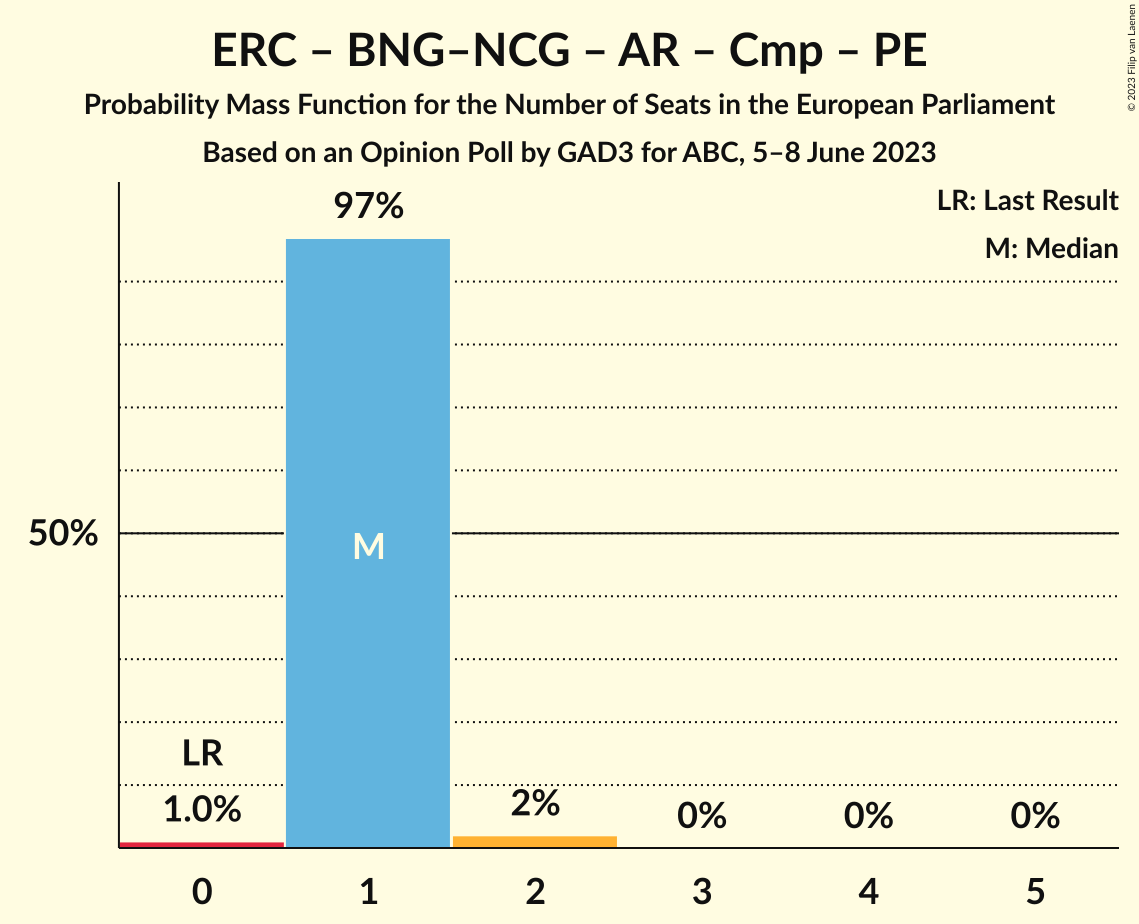 ERC – BNG–NCG – AR – Cmp – PE
Probability Mass Function for the Number of Seats in the European Parliament
Based on an Opinion Poll by GAD3 for ABC, 5–8 June 2023
© 2023 Filip van Laenen
LR: Last Result
M: Median
97%
50%
M
LR
1.0%
2%
0%
0%
0%
0
1
2
3
4
5